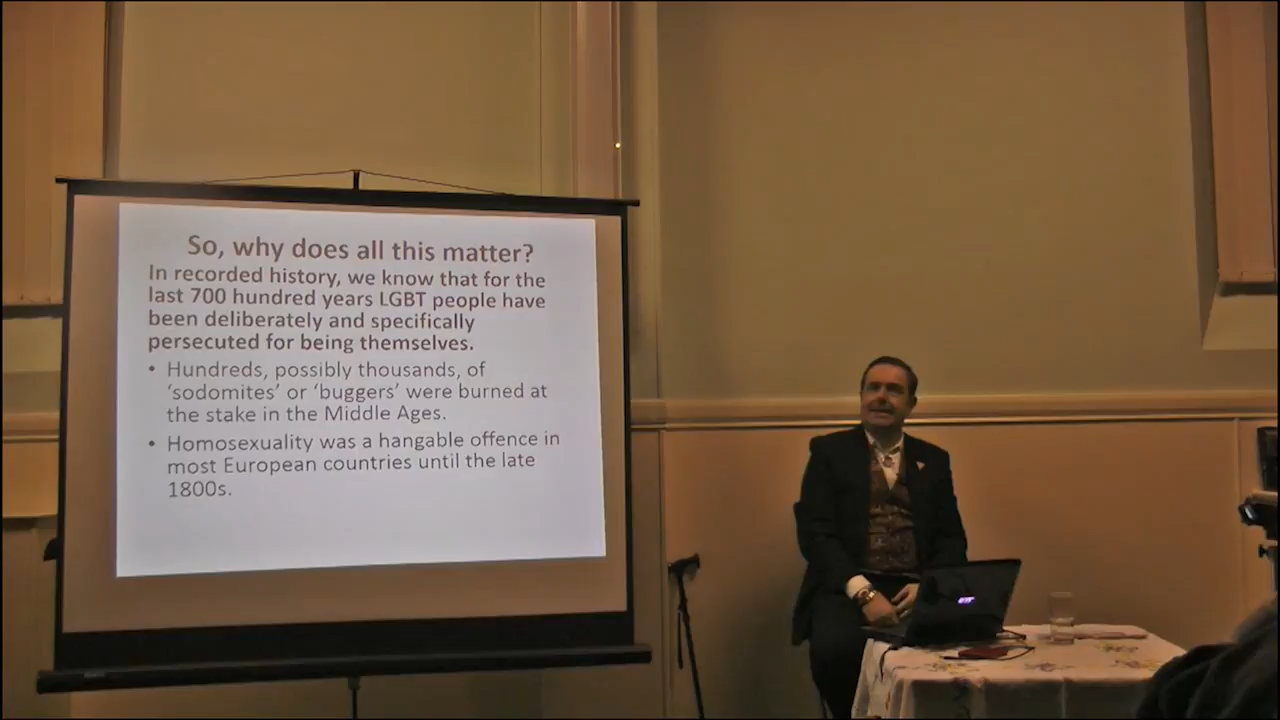 So, why does all this matter?
In recorded history, we know that for the
last 700 hundred years LGBT people have
been deliberately and specifically
persecuted for being themselves.
• Hundreds, possibly thousands, of
‘sodomites’ or ‘buggers’ were burned at
the stake in the Middle Ages.
• Homosexuality was a hangable offence in
most European countries until the late
1800s.